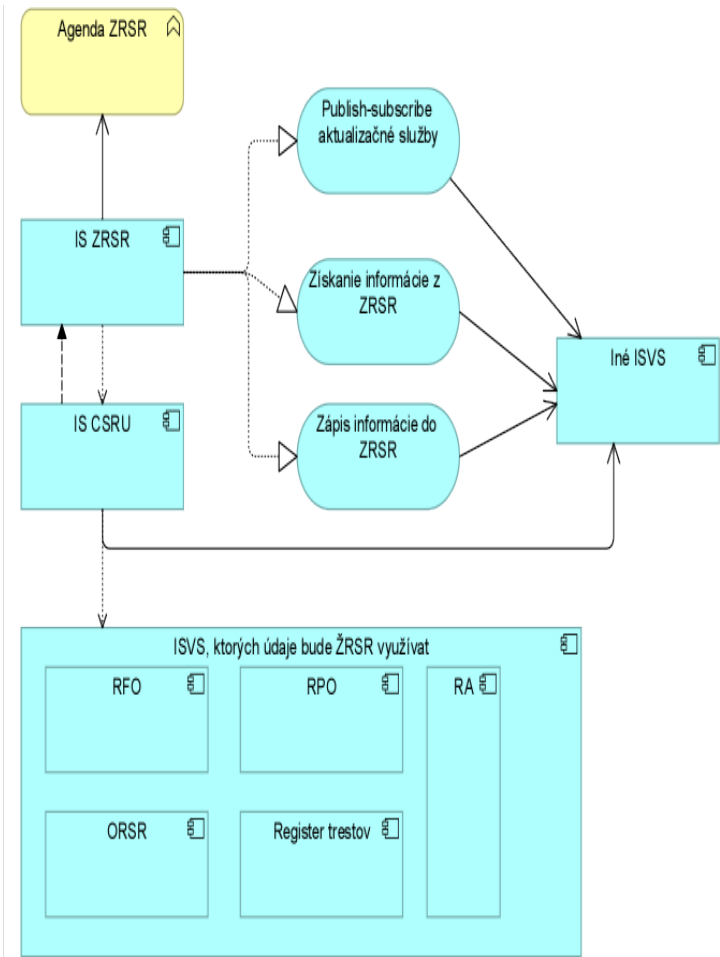 Agenda ZRSR
Publish-subscribe
aktualizačné služby
IS ZRSR
Získanie informácie z
ZRSR
Iné ISVS
IS CSRU
Zápis informácie do
ZRSR
ISVS, ktorých údaje bude ŽRSR využívat
RFO
RPO
RA
ORSR
Register trestov